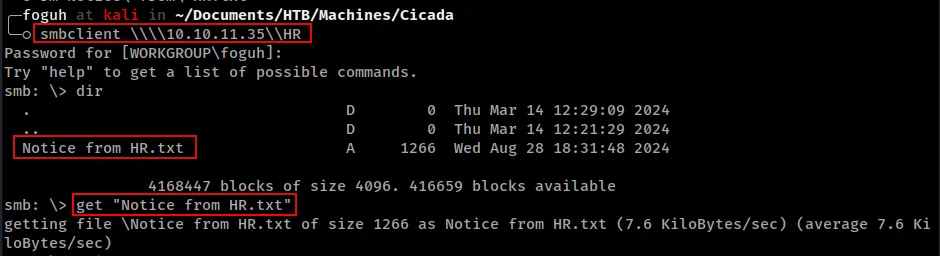 foguh at kali in ~/Documents/HTB/Machines/Cicada
smbclient \\\\10.10.11.35\\HR
Password for [WORKGROUP\foguh]:
Try "help" to get a list of possible commands.
smb: \> dir
. D 0 Thu Mar 14 12:29:09 2024
.. D 0 Thu Mar 14 12:21:29 2024
Notice from HR.txt A 1266 Wed Aug 28 18:31:48 2024
4168447 blocks of size 4096. 416659 blocks available
smb: \> get "Notice from HR.txt"
getting file \Notice from HR.txt of size 1266 as Notice from HR.txt (7.6 KiloBytes/sec) (average 7.6 Ki
loBytes/sec)